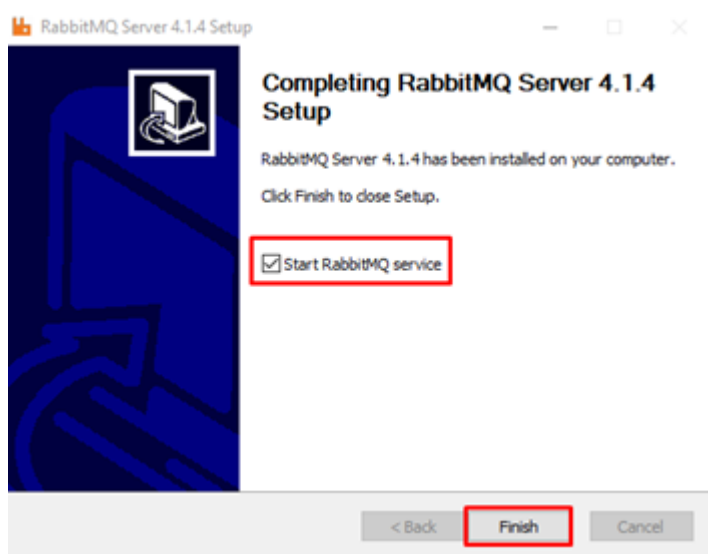 RabbitMQ Server 4.1.4 Setup
Completing RabbitMQ Server 4.1.4
Setup
RabbitMQ Server 4.1.4 has been installed on your computer.
Click Finish to close Setup.
Start RabbitMQ service
< Back Finish Cancel